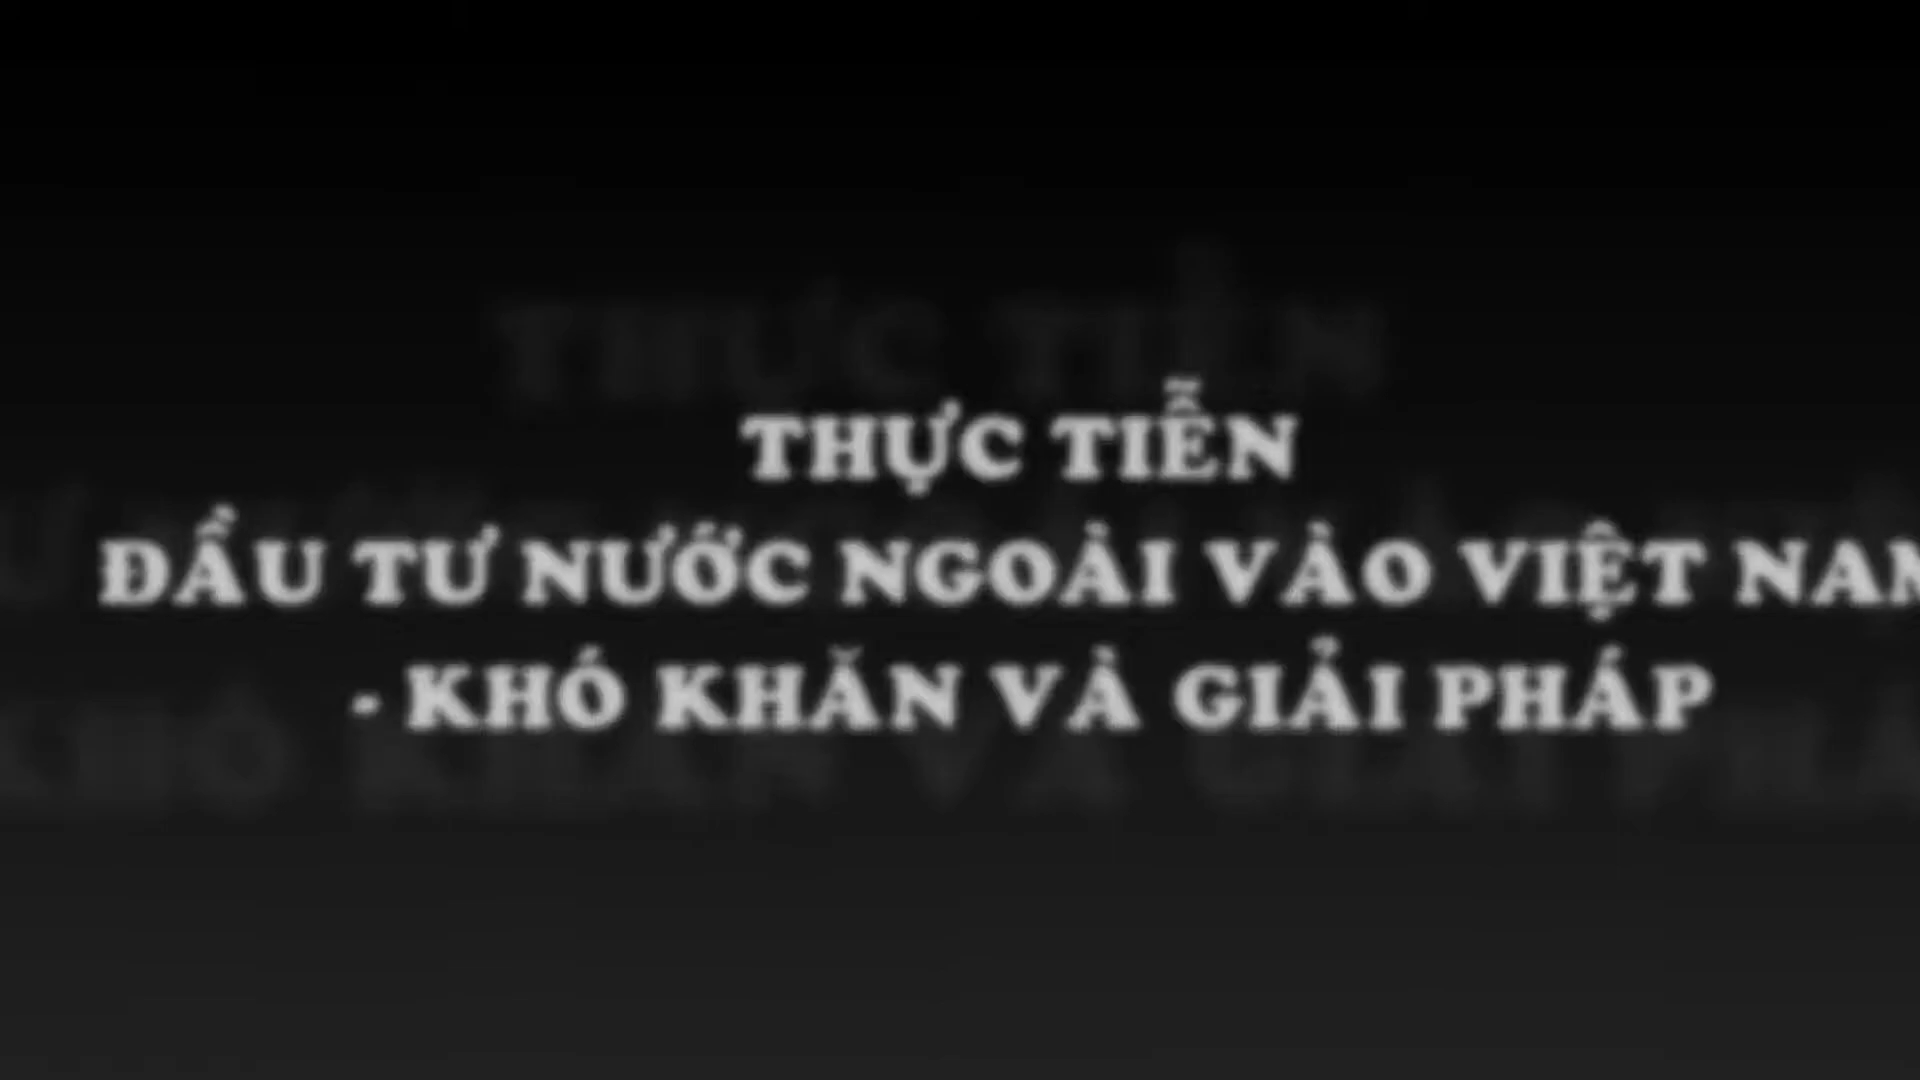 THỰC TIỄN
ĐẦU TƯ NƯỚC NGOÀI VÀO VIỆT NAM
- KHÓ KHĂN VÀ GIẢI PHÁP